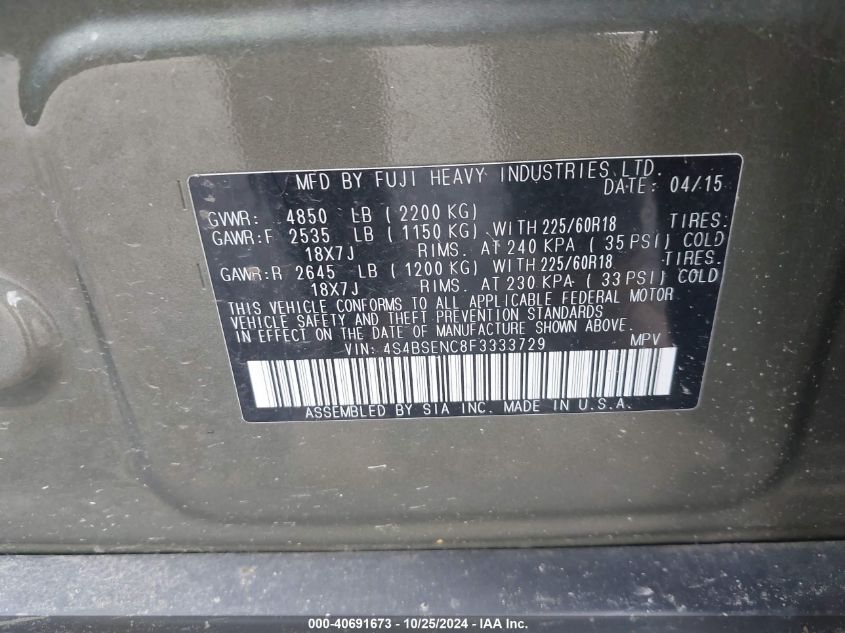 MFD BY FUJI HEAVY INDUSTRIES LTD.
DATE: 04/15
GVWR: 4850 LB (2200 KG)
GAWR:F 2535 LB (1150 KG) WITH 225/60R18 TIRES:
18X7J RIMS. AT 240 KPA (35 PSI) COLD
GAWR:R 2645 LB (1200 KG) WITH 225/60R18 TIRES.
18X7J RIMS. AT 230 KPA (33 PSI) COLD
THIS VEHICLE CONFORMS TO ALL APPLICABLE FEDERAL MOTOR
VEHICLE SAFETY AND THEFT PREVENTION STANDARDS
IN EFFECT ON THE DATE OF MANUFACTURE SHOWN ABOVE.
VIN: 4S4BSENC8F3333729 MPV
ASSEMBLED BY SIA INC. MADE IN U.S.A.
000-40691673 - 10/25/2024 - www.iaai.com